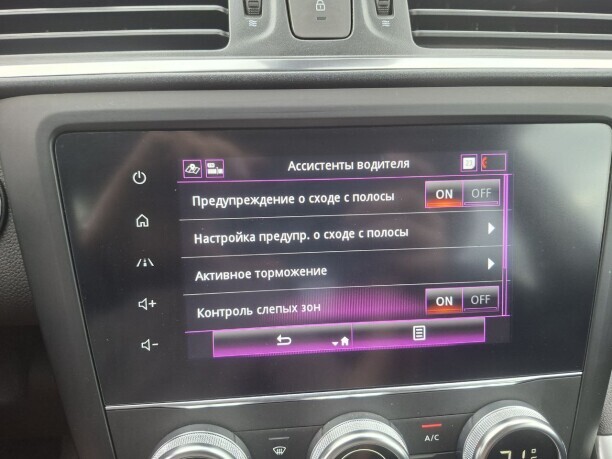 Ассистенты водителя
Предупреждение о сходе с полосы ON OFF
Настройка предупр. о сходе с полосы
Активное торможение
Контроль слепых зон ON OFF
A/C